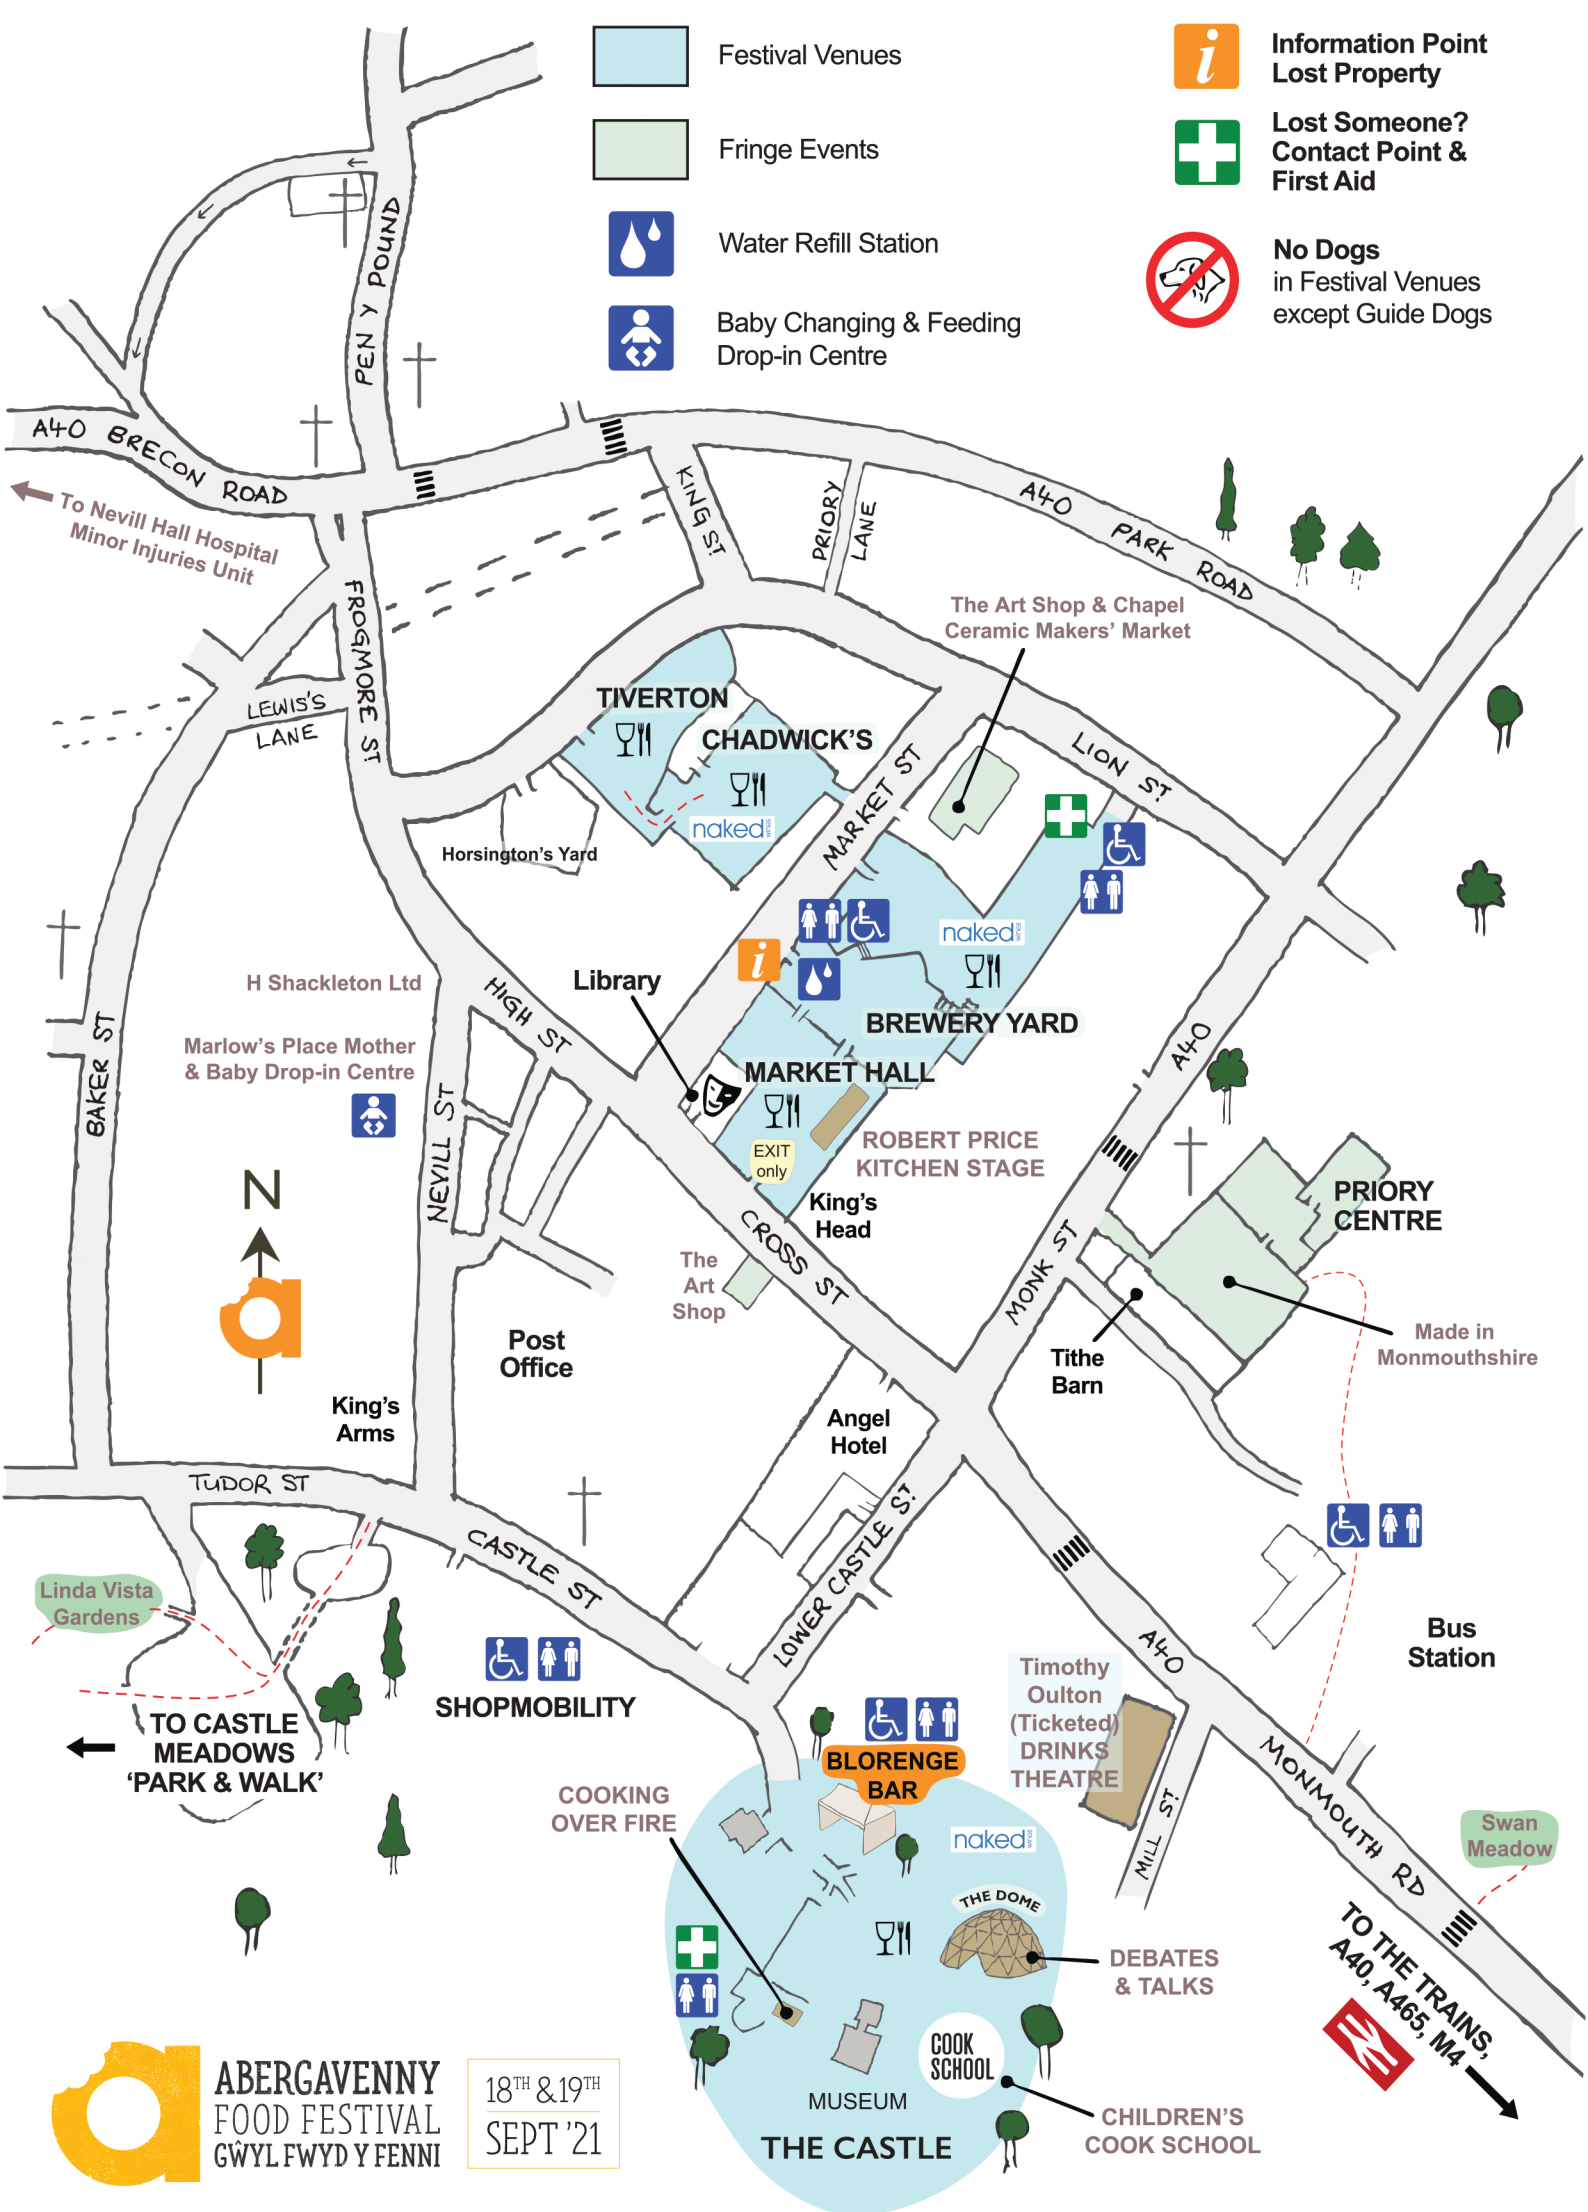 Festival Venues
Fringe Events
Water Refill Station
Baby Changing & Feeding
Drop-in Centre
i
Information Point
Lost Property
Lost Someone?
Contact Point &
First Aid
No Dogs
in Festival Venues
except Guide Dogs
PEN Y POUND
A40 BRECON ROAD
To Nevill Hall Hospital
Minor Injuries Unit
KING ST
PRIORY
LANE
A40 PARK ROAD
FROGMORE ST
LEWIS'S
LANE
The Art Shop & Chapel
Ceramic Makers' Market
TIVERTON
CHADWICK'S
naked wines
Horsington's Yard
MARKET ST
LION ST
naked wines
i
Library
BREWERY YARD
MARKET HALL
EXIT
only
ROBERT PRICE
KITCHEN STAGE
King's
Head
H Shackleton Ltd
HIGH ST
Marlow's Place Mother
& Baby Drop-in Centre
BAKER ST
NEVILL ST
N
A40
PRIORY
CENTRE
MONK ST
CROSS ST
The
Art
Shop
Tithe
Barn
Made in
Monmouthshire
Post
Office
King's
Arms
Angel
Hotel
TUDOR ST
CASTLE ST
LOWER CASTLE ST
Linda Vista
Gardens
SHOPMOBILITY
TO CASTLE
MEADOWS
'PARK & WALK'
Bus
Station
A40
MONMOUTH RD
Timothy
Oulton
(Ticketed)
DRINKS
THEATRE
MILL ST.
BLORENGE
BAR
COOKING
OVER FIRE
naked wines
THE DOME
DEBATES
& TALKS
Swan
Meadow
TO THE TRAINS,
A40, A465, M4
COOK
SCHOOL
MUSEUM
THE CASTLE
CHILDREN'S
COOK SCHOOL
ABERGAVENNY
FOOD FESTIVAL
GŴYL FWYD Y FENNI
18TH & 19TH
SEPT '21